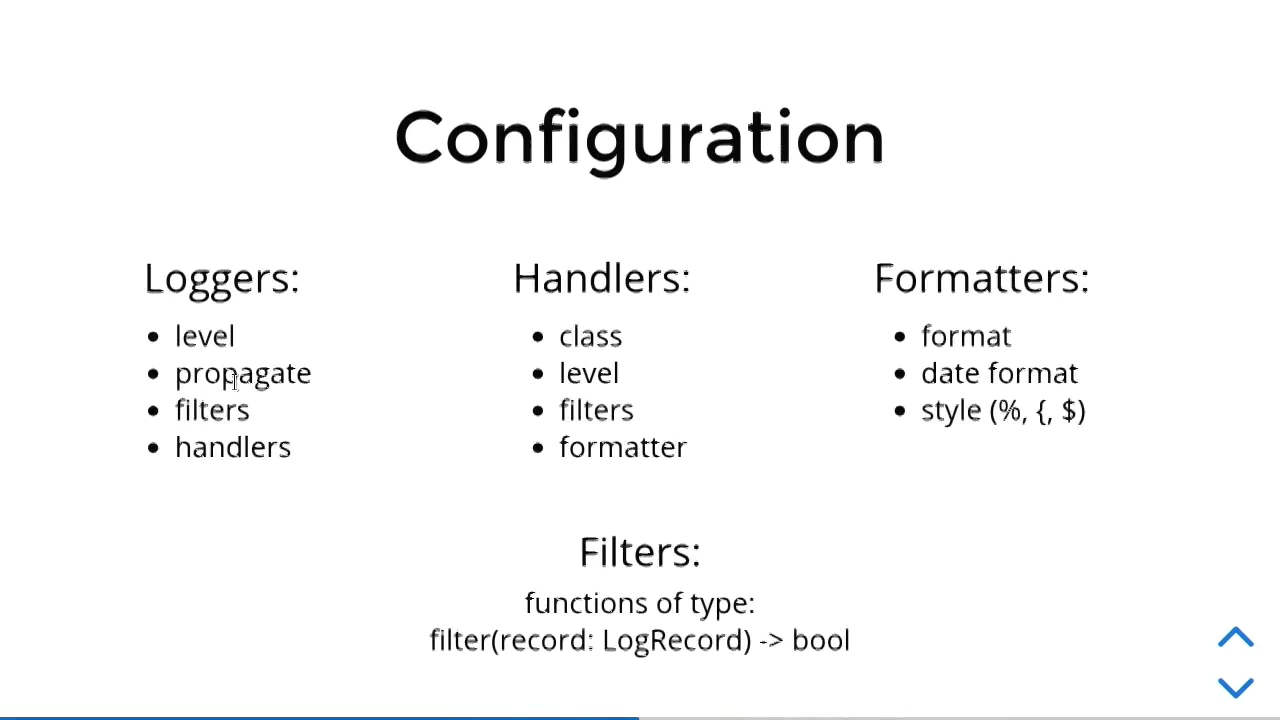 Configuration
Loggers:
• level
• propagate
• filters
• handlers
Handlers:
• class
• level
• filters
• formatter
Formatters:
• format
• date format
• style (%, {, $)
Filters:
functions of type:
filter(record: LogRecord) -> bool